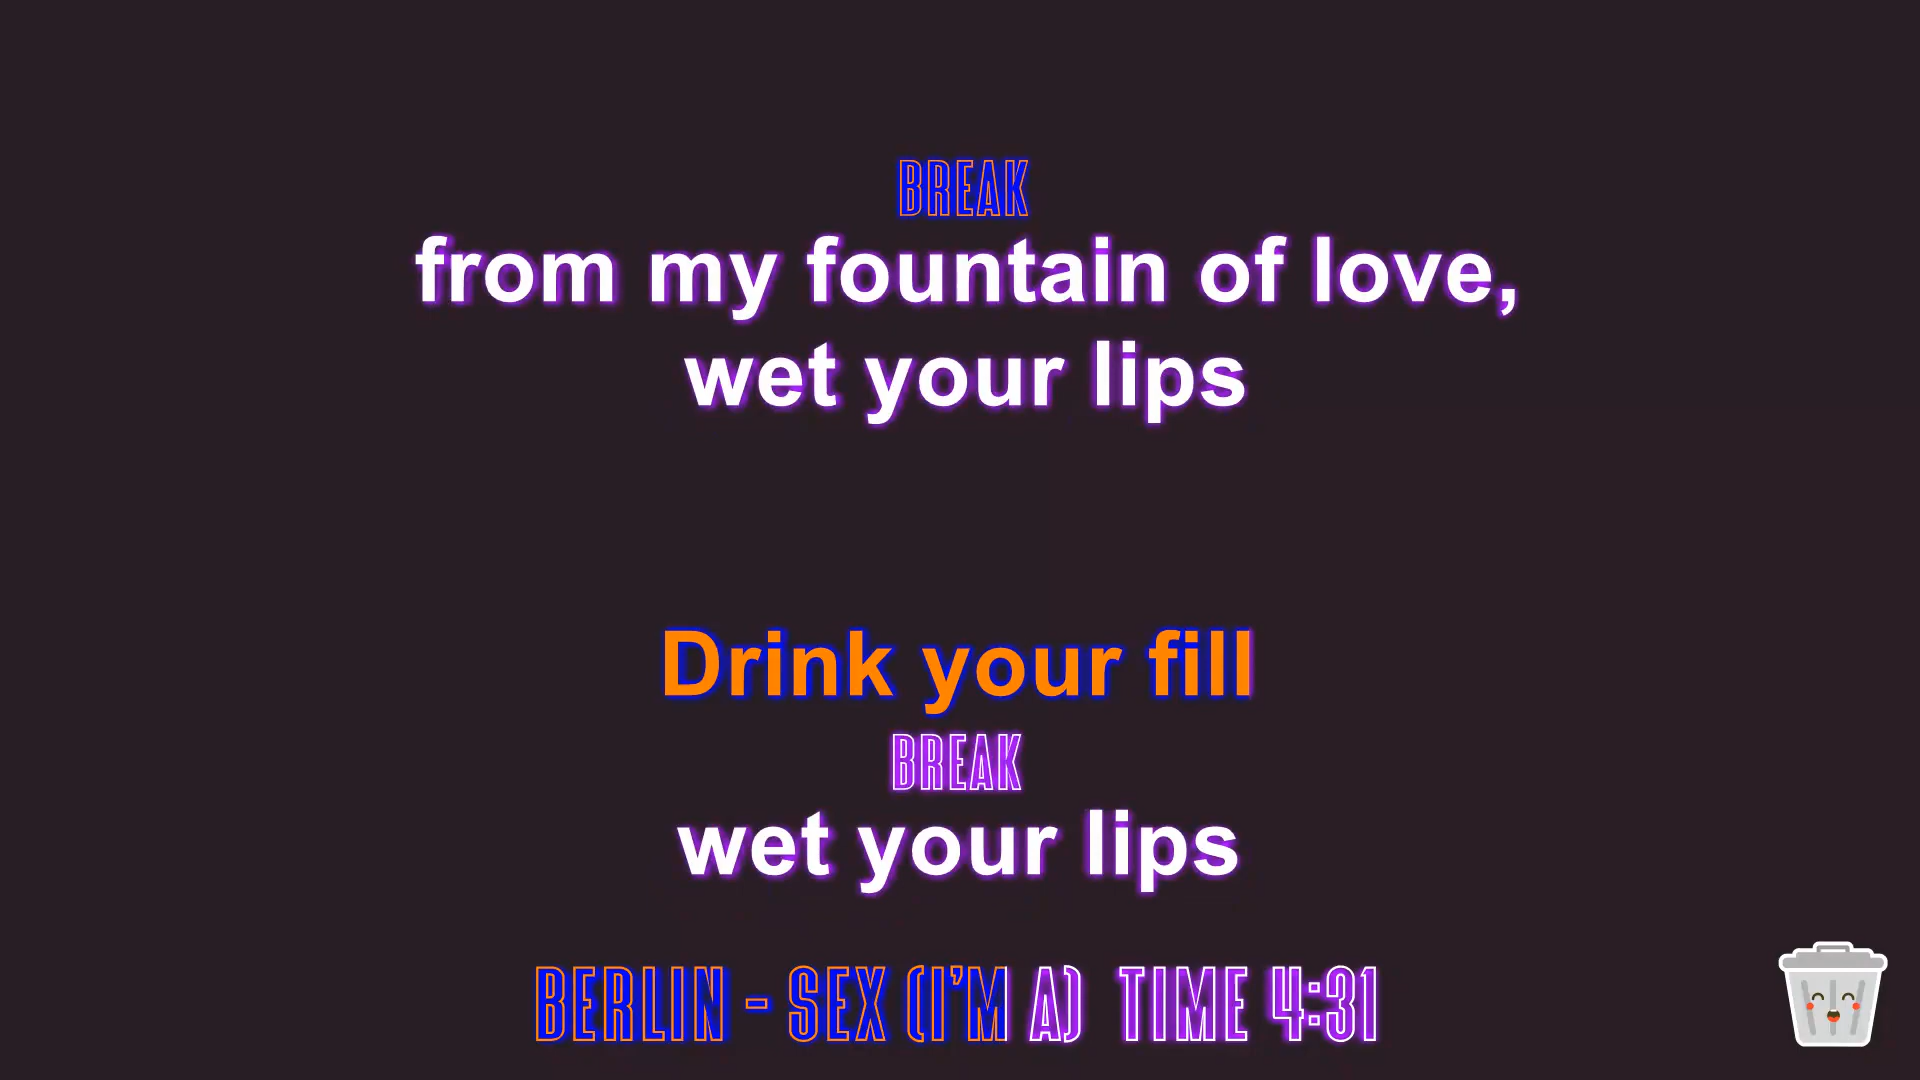 BREAK
from my fountain of love,
wet your lips
Drink your fill
BREAK
wet your lips
BERLIN - SEX (I'M A) TIME 4:31